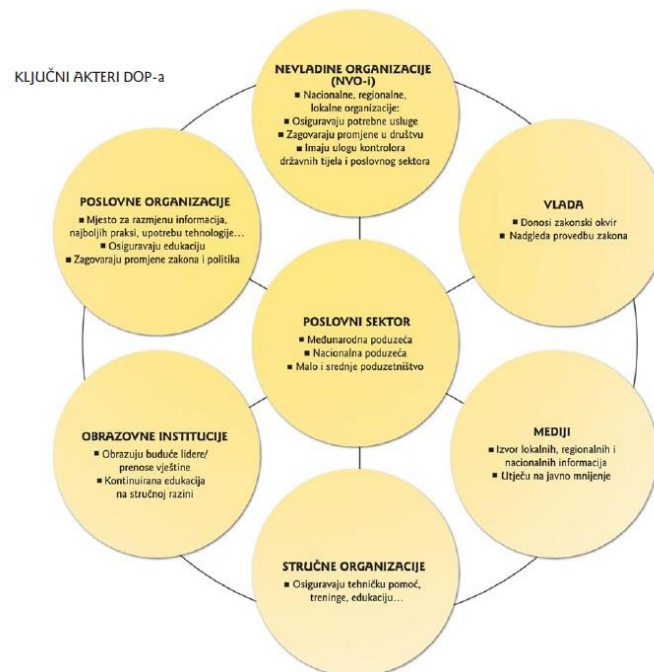 KLJUČNI AKTERI DOP-a
NEVLADINE ORGANIZACIJE
(NVO-i)
■ Nacionalne, regionalne,
lokalne organizacije:
■ Osiguravaju potrebne usluge
■ Zagovaraju promjene u društvu
■ Imaju ulogu kontrolora
državnih tijela i poslovnog sektora
POSLOVNE ORGANIZACIJE
■ Mjesto za razmjenu informacija,
najboljih praksi, upotrebu tehnologije...
■ Osiguravaju edukaciju
■ Zagovaraju promjene zakona i politika
VLADA
■ Donosi zakonski okvir
■ Nadgleda provedbu zakona
POSLOVNI SEKTOR
■ Međunarodna poduzeća
■ Nacionalna poduzeća
■ Malo i srednje poduzetništvo
OBRAZOVNE INSTITUCIJE
■ Obrazuju buduće lidere/
prenose vještine
■ Kontinuirana edukacija
na stručnoj razini
MEDIJI
■ Izvor lokalnih, regionalnih i
nacionalnih informacija
■ Utječu na javno mnijenje
STRUČNE ORGANIZACIJE
■ Osiguravaju tehničku pomoć,
treninge, edukaciju...